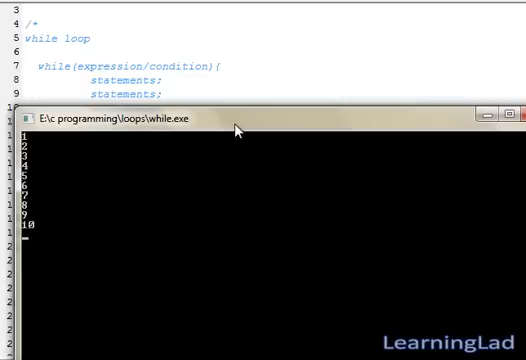 3
4 /*
5 while loop
6
7 while(expression/condition){
8 statements;
9 statements;
E:\c programming\loops\while.exe
1
2
3
4
5
6
7
8
9
10
LearningLad